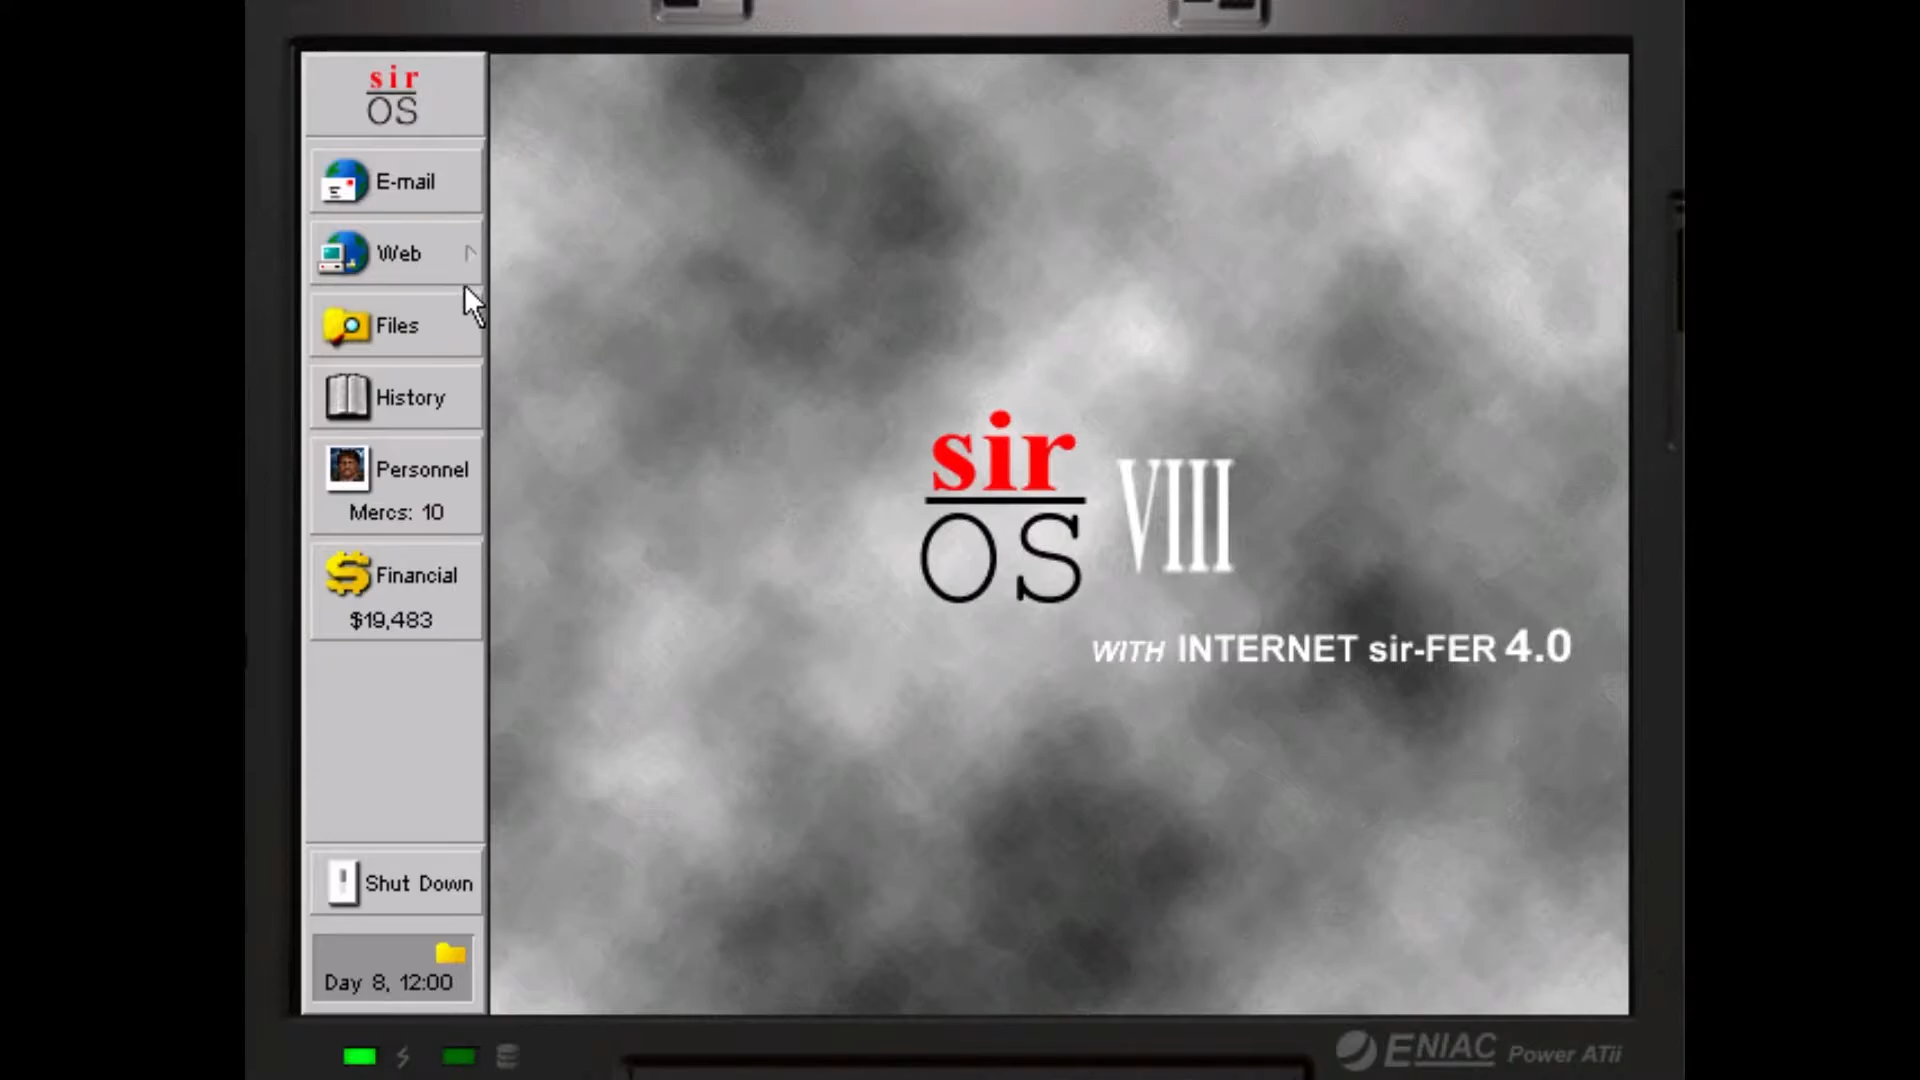 sir
OS
E-mail
Web
Files
History
Personnel
Mercs: 10
Financial
$19,483
Shut Down
Day 8, 12:00
sir
OS
VIII
WITH INTERNET sir-FER 4.0
ENIAC Power ATii